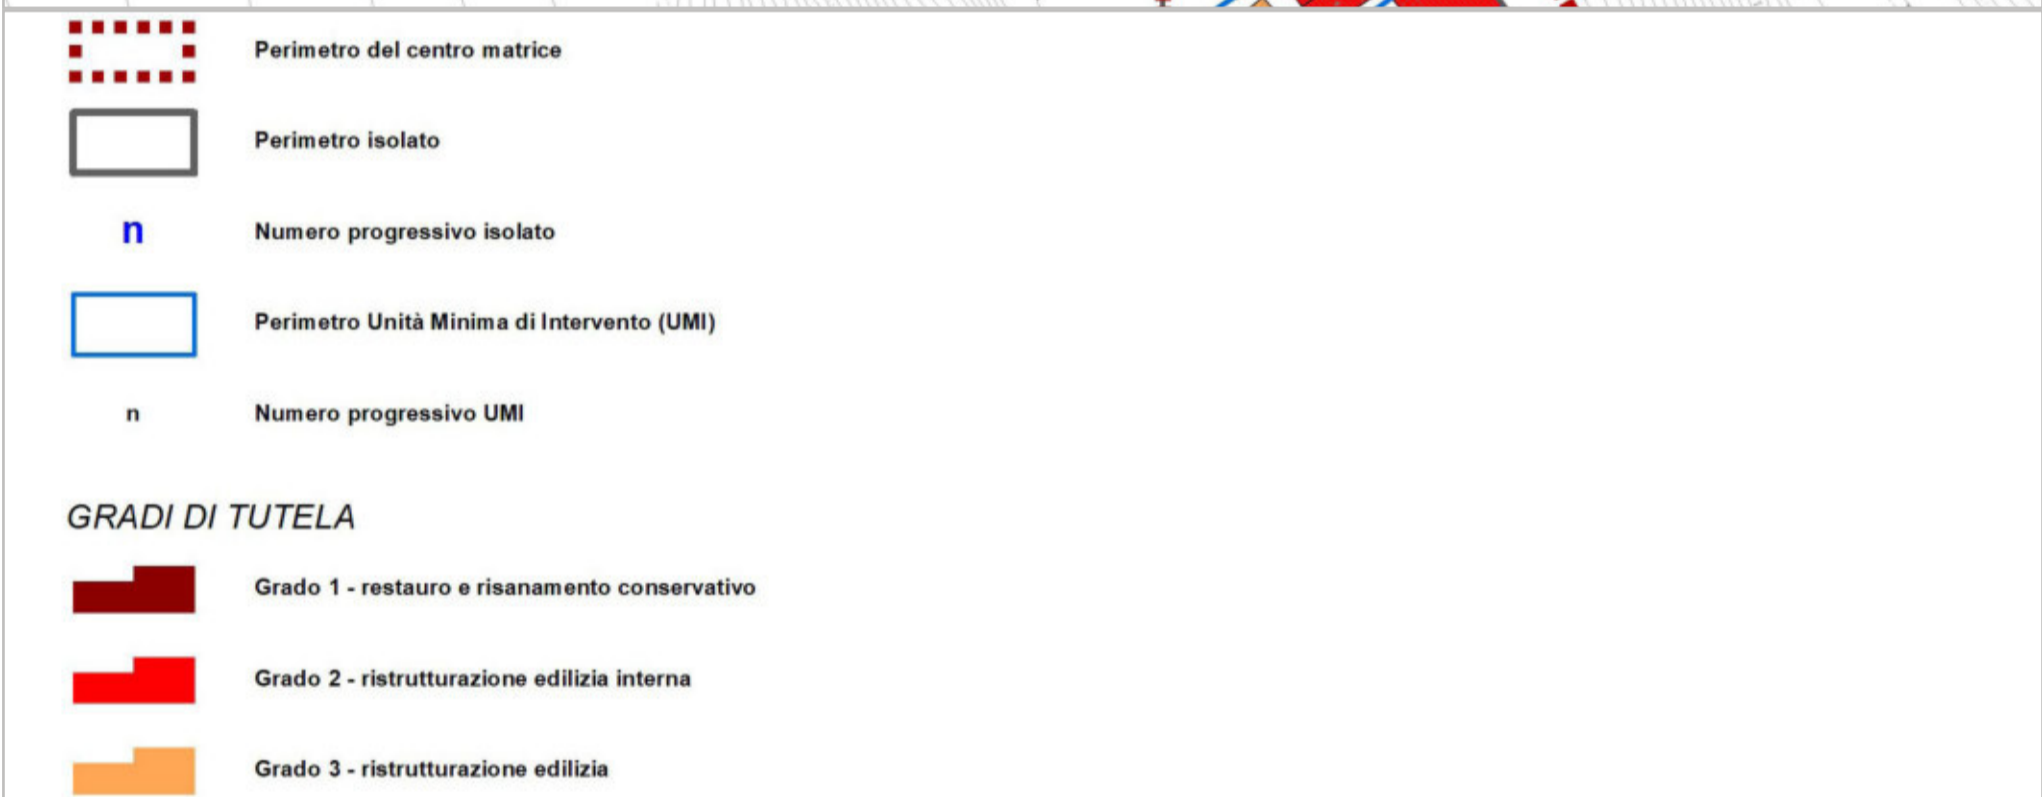 Perimetro del centro matrice
Perimetro isolato
n Numero progressivo isolato
Perimetro Unità Minima di Intervento (UMI)
n Numero progressivo UMI
GRADI DI TUTELA
Grado 1 - restauro e risanamento conservativo
Grado 2 - ristrutturazione edilizia interna
Grado 3 - ristrutturazione edilizia